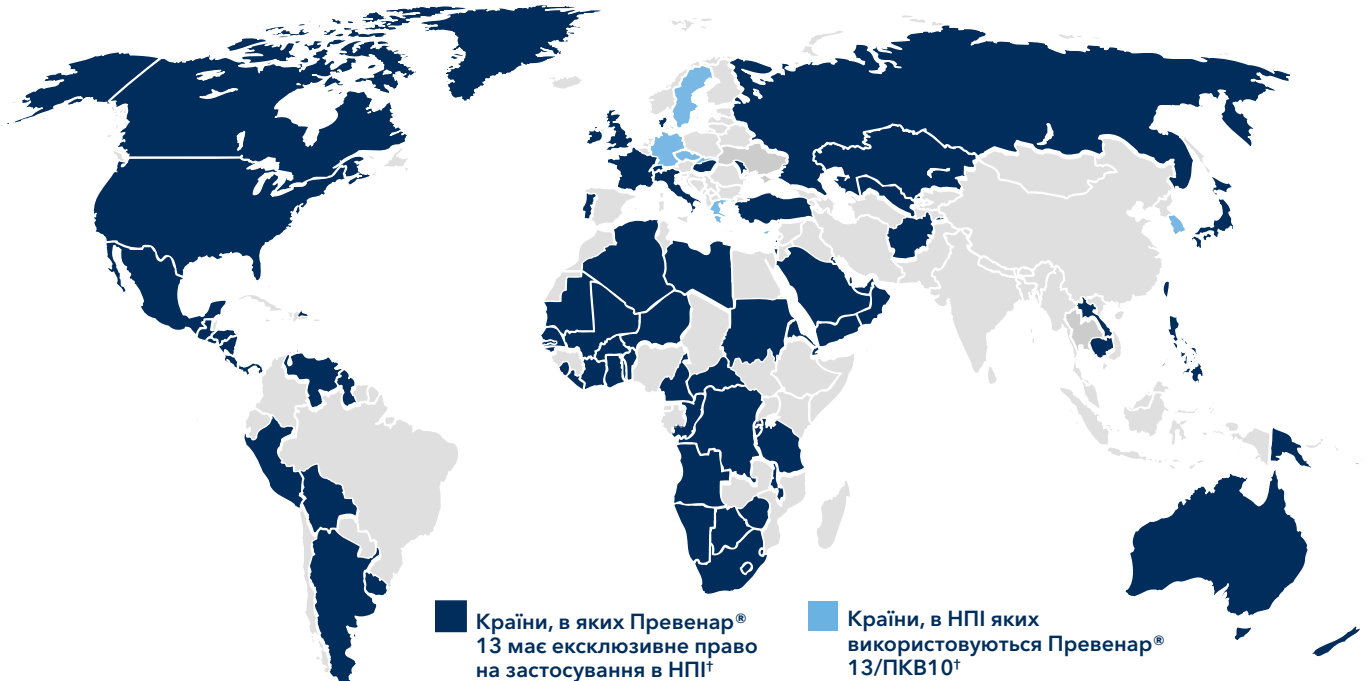 Країни, в яких Превенар®
13 має ексклюзивне право
на застосування в НПІ†
Країни, в НПІ яких
використовуються Превенар®
13/ПКВ10†